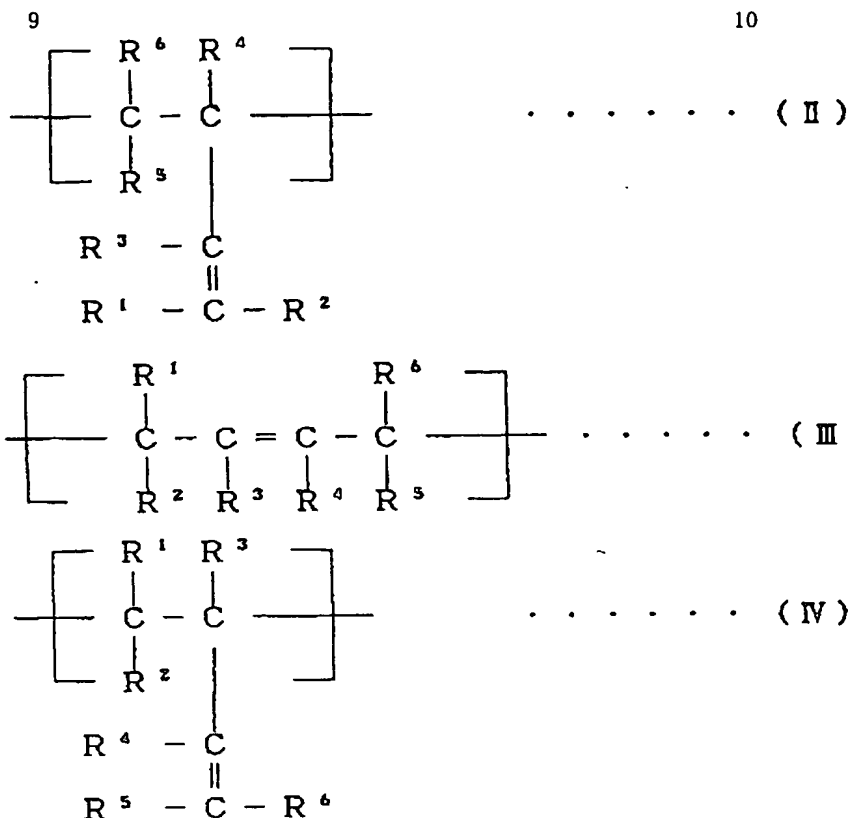 9 10
R⁶ R⁴
C – C · · · · · · (Ⅱ)
R⁵
R³ – C
||
R¹ – C – R²
R¹ R⁶
C – C = C – C · · · · · (Ⅲ
R² R³ R⁴ R⁵
R¹ R³
C – C · · · · · · (Ⅳ)
R²
R⁴ – C
||
R⁵ – C – R⁶